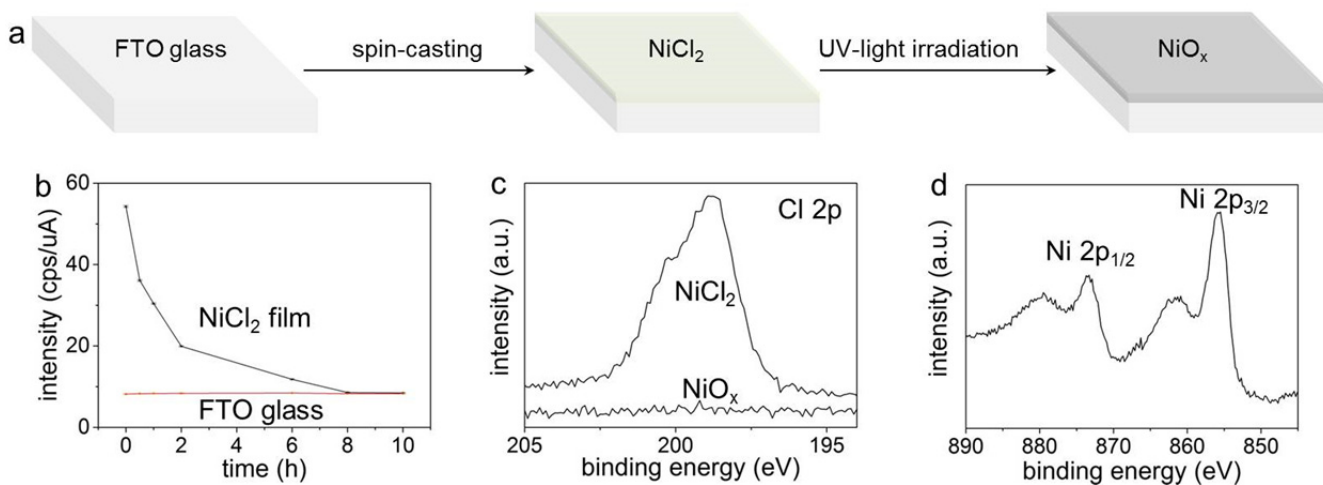 a
FTO glass
spin-casting
NiCl₂
UV-light irradiation
NiOₓ
b
intensity (cps/uA)
60
40
20
0
NiCl₂ film
FTO glass
0 2 4 6 8 10
time (h)
c
intensity (a.u.)
Cl 2p
NiCl₂
NiOₓ
205 200 195
binding energy (eV)
d
intensity (a.u.)
Ni 2p₃/₂
Ni 2p₁/₂
890 880 870 860 850
binding energy (eV)